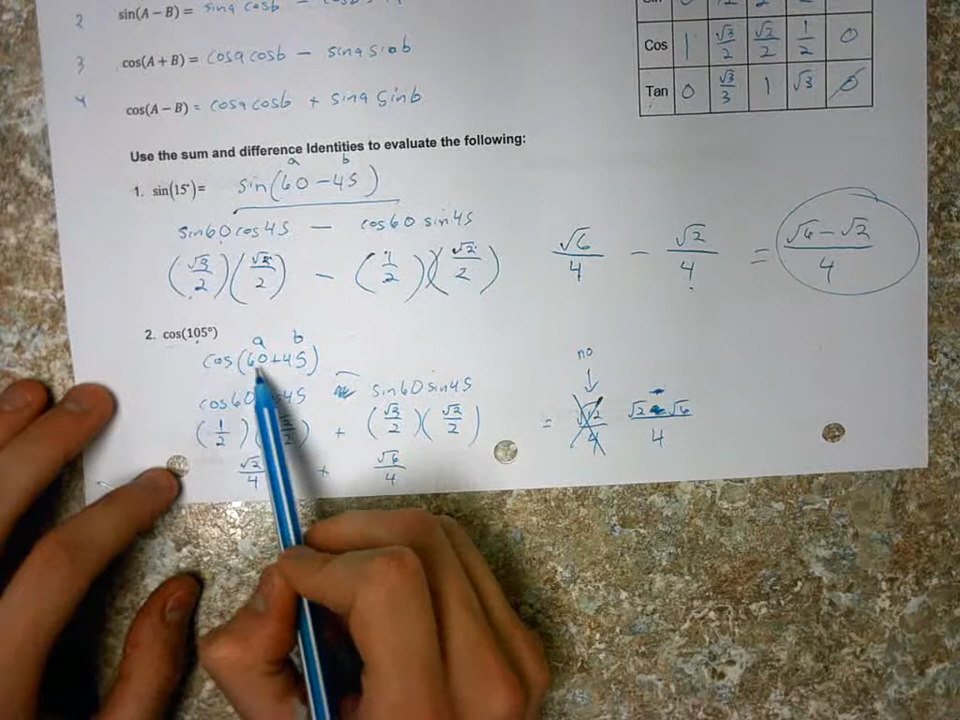 2 sin(A – B) = sina cosb –
3 cos(A + B) = cosa cosb – sina sinb
4 cos(A – B) = cosa cosb + sina sinb
Cos 1 √3/2 √2/2 1/2 0
Tan 0 √3/3 1 √3 ∅
Use the sum and difference Identities to evaluate the following:
a b
1. sin(15°)= sin(60 – 45)
sin60 cos45 – cos60 sin45
(√3/2)(√2/2) – (1/2)(√2/2) √6/4 – √2/4 = √6 – √2/4
2. cos(105°)
a b
cos(60+45)
no
cos60 sin60 sin45
(1/2) + (√3/2)(√2/2) = √2 - √6/4
√2/4 + √6/4